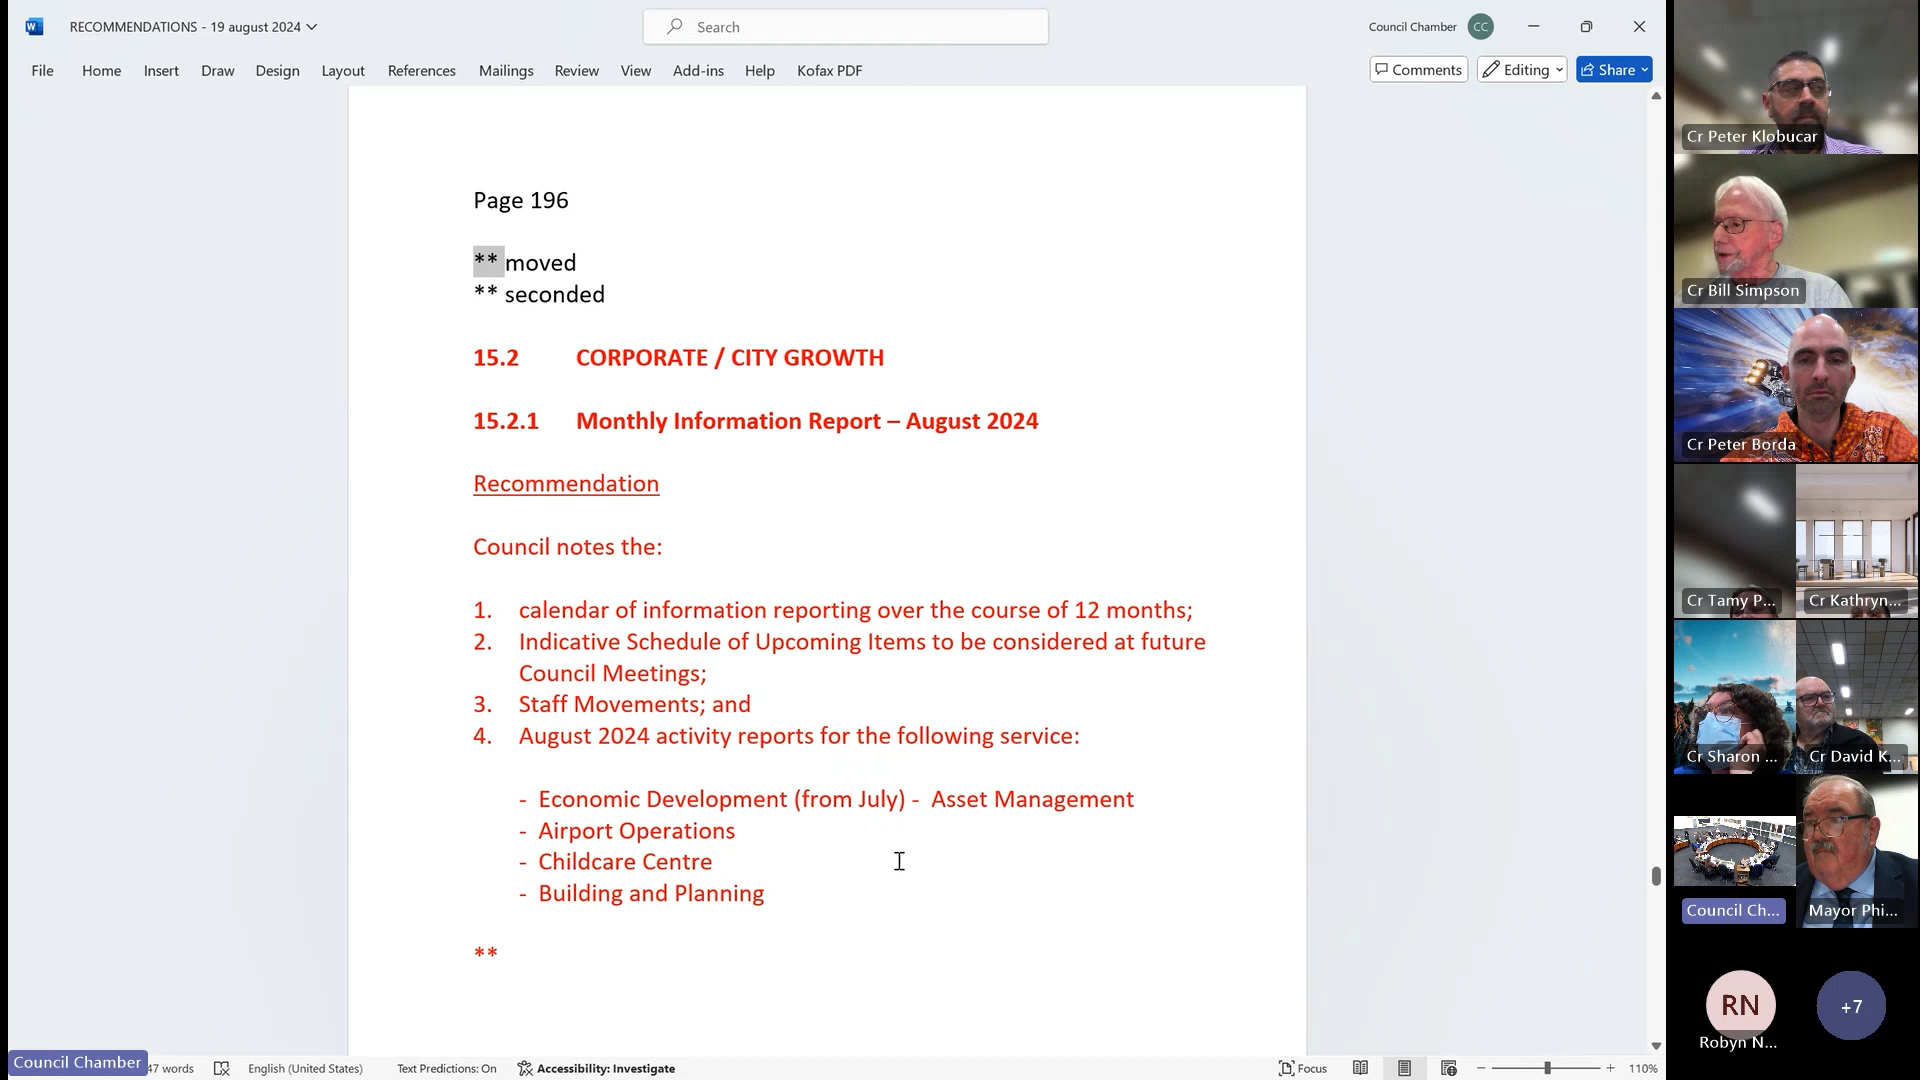 RECOMMENDATIONS - 19 august 2024
Search
Council Chamber
CC
File Home Insert Draw Design Layout References Mailings Review View Add-ins Help Kofax PDF
Comments Editing Share
Page 196
** moved
** seconded
15.2 CORPORATE / CITY GROWTH
15.2.1 Monthly Information Report – August 2024
Recommendation
Council notes the:
1. calendar of information reporting over the course of 12 months;
2. Indicative Schedule of Upcoming Items to be considered at future
Council Meetings;
3. Staff Movements; and
4. August 2024 activity reports for the following service:
- Economic Development (from July) - Asset Management
- Airport Operations
- Childcare Centre
- Building and Planning
**
Council Chamber
47 words
English (United States)
Text Predictions: On
Accessibility: Investigate
Focus
110%
Cr Peter Klobucar
Cr Bill Simpson
Cr Peter Borda
Cr Tamy P...
Cr Kathryn...
Cr Sharon ...
Cr David K...
Council Ch...
Mayor Phi...
RN
Robyn N...
+7